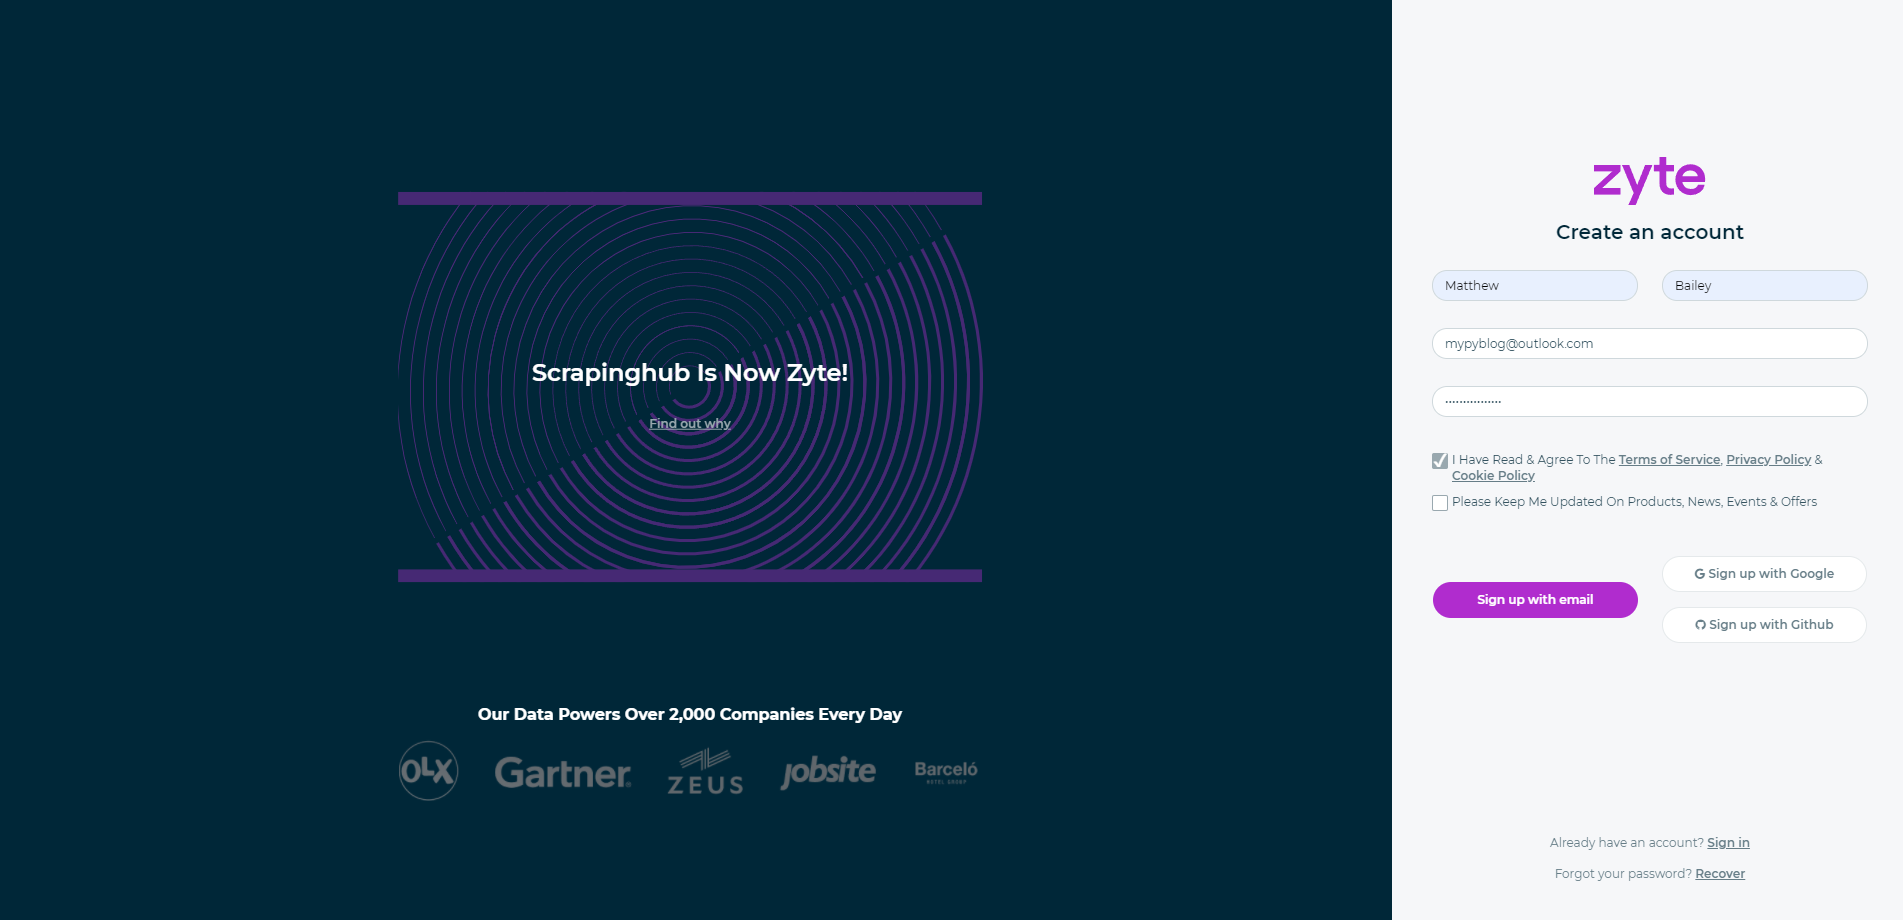 Scrapinghub Is Now Zyte!
Find out why
Our Data Powers Over 2,000 Companies Every Day
OLX
Gartner
ZEUS
jobsite
Barceló
HOTEL GROUP
zyte
Create an account
Matthew
Bailey
mypyblog@outlook.com
I Have Read & Agree To The Terms of Service, Privacy Policy &
Cookie Policy
Please Keep Me Updated On Products, News, Events & Offers
Sign up with email
Sign up with Google
Sign up with Github
Already have an account? Sign in
Forgot your password? Recover